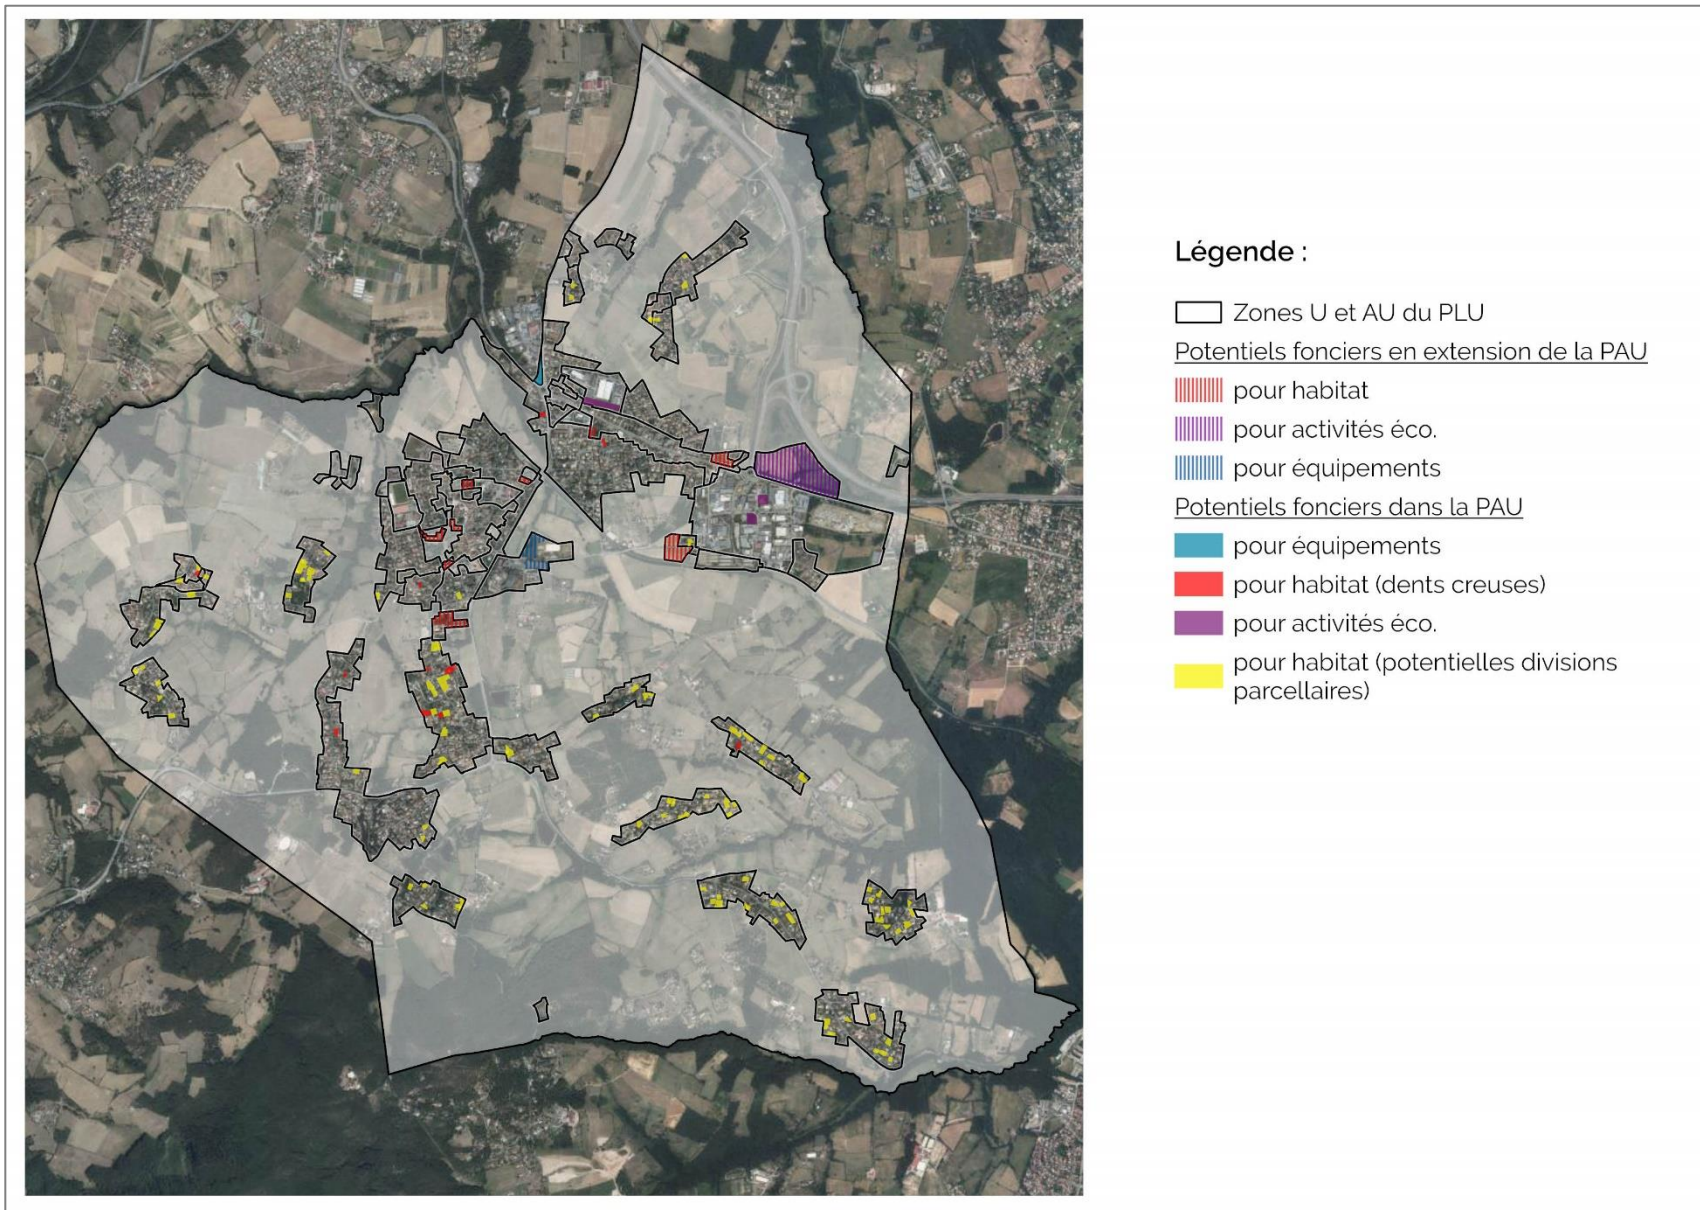 Légende :
Zones U et AU du PLU
Potentiels fonciers en extension de la PAU
pour habitat
pour activités éco.
pour équipements
Potentiels fonciers dans la PAU
pour équipements
pour habitat (dents creuses)
pour activités éco.
pour habitat (potentielles divisions
parcellaires)